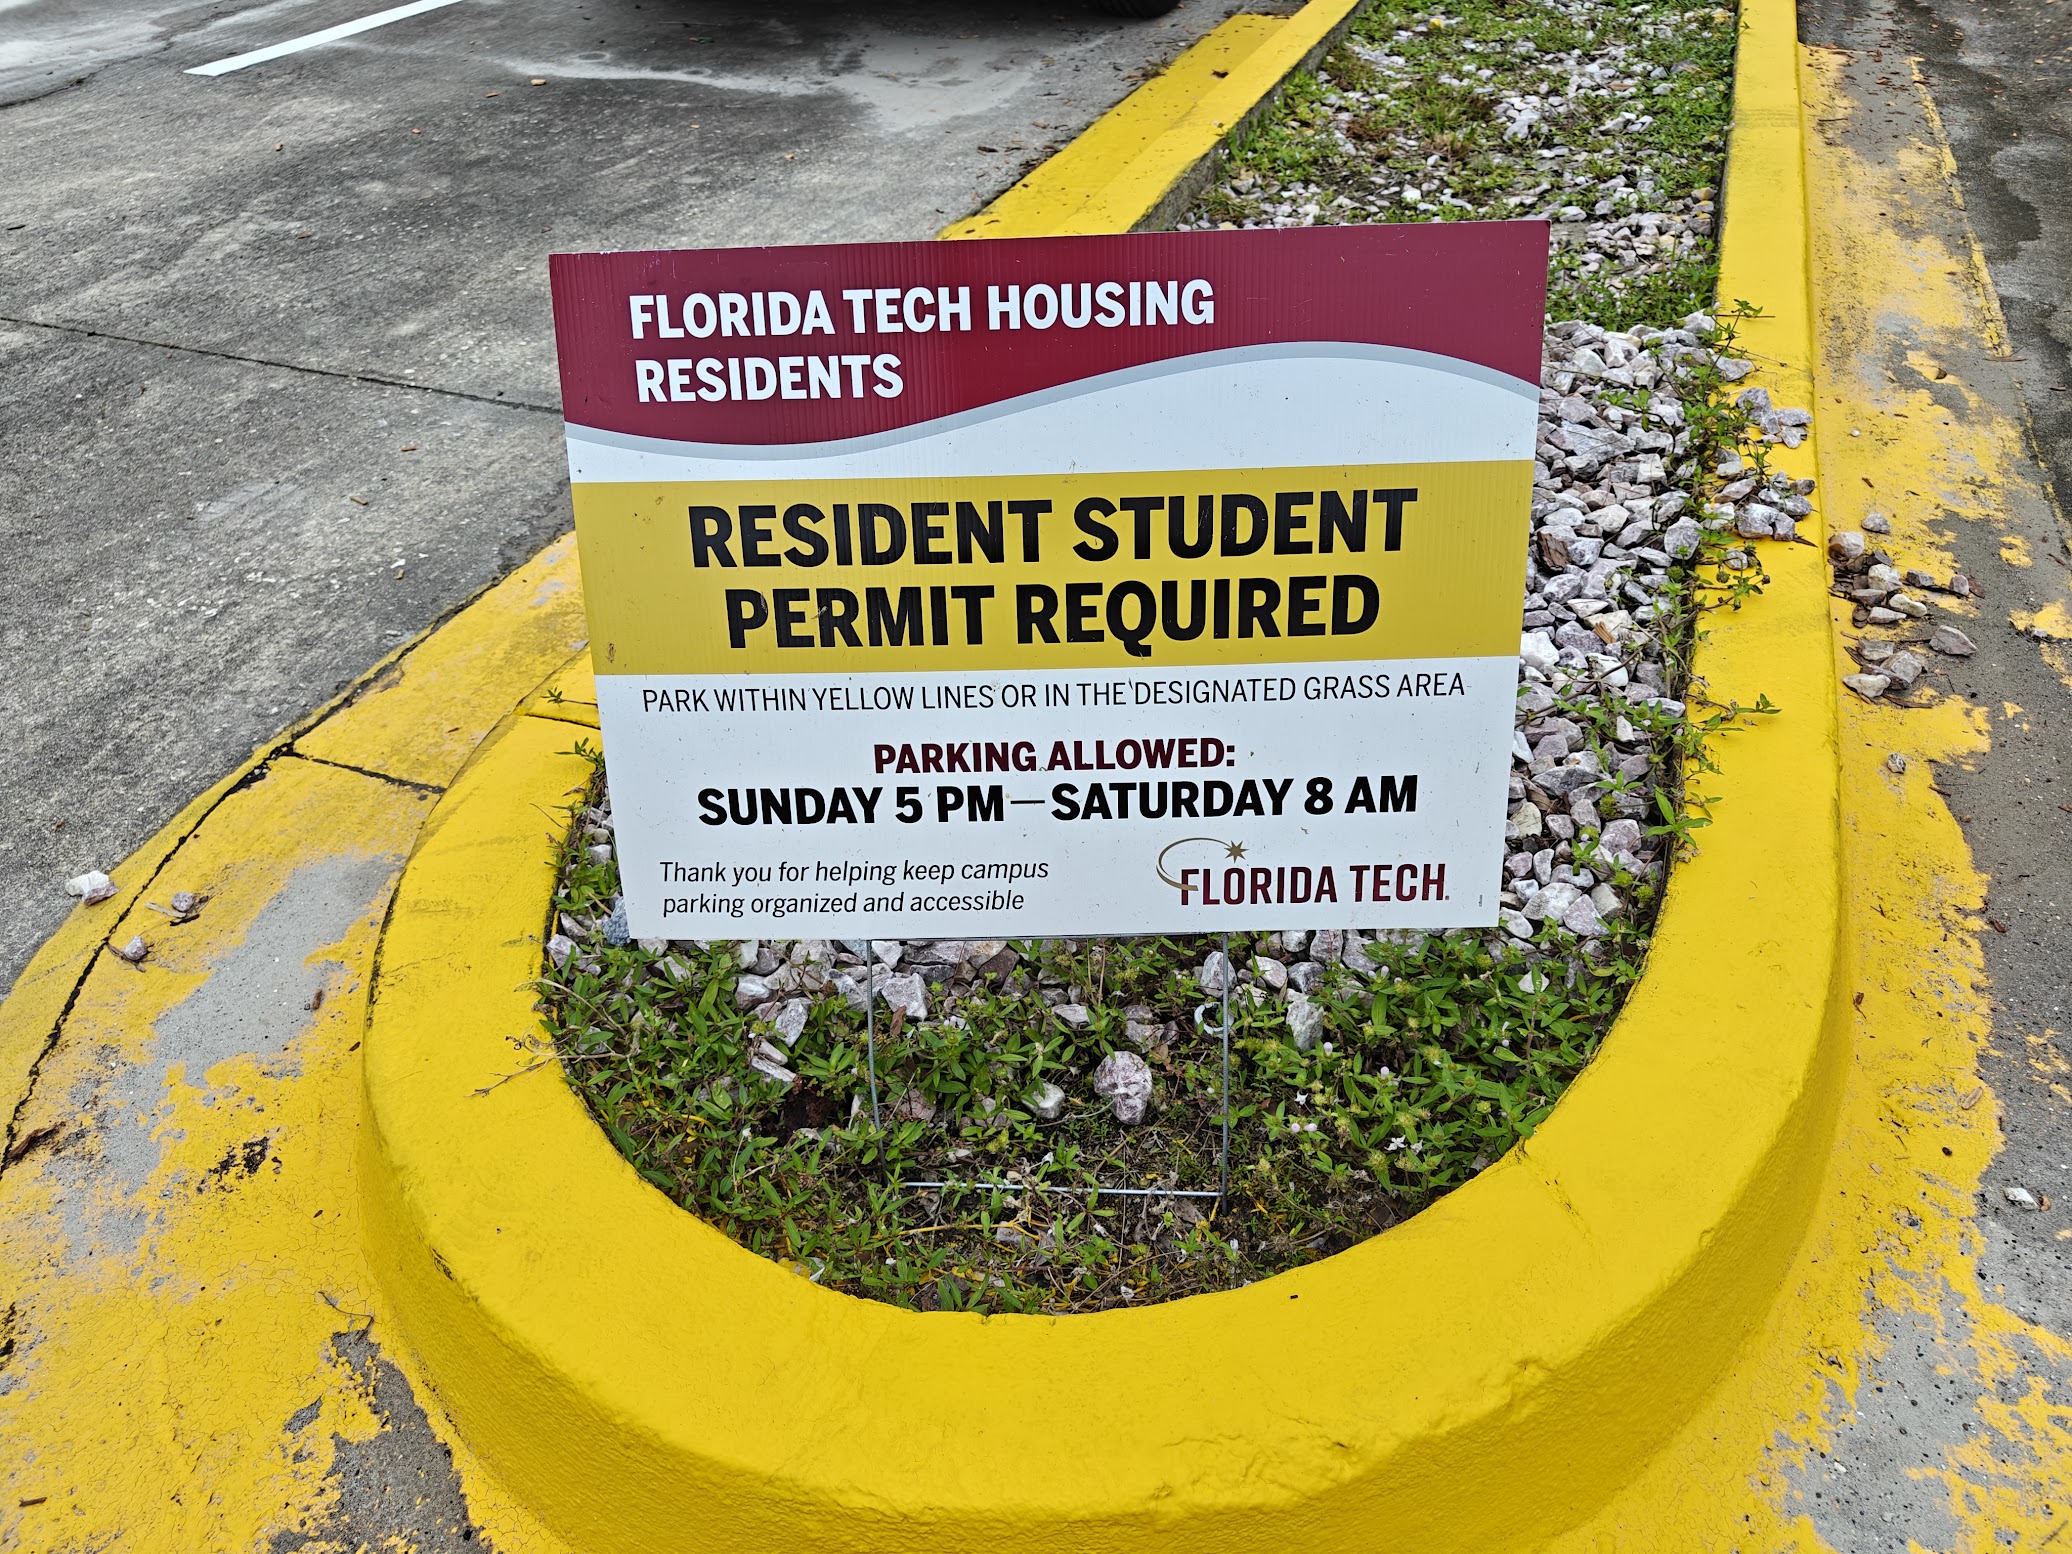 FLORIDA TECH HOUSING
RESIDENTS
RESIDENT STUDENT
PERMIT REQUIRED
PARK WITHIN YELLOW LINES OR IN THE DESIGNATED GRASS AREA
PARKING ALLOWED:
SUNDAY 5 PM—SATURDAY 8 AM
Thank you for helping keep campus
parking organized and accessible
FLORIDA TECH